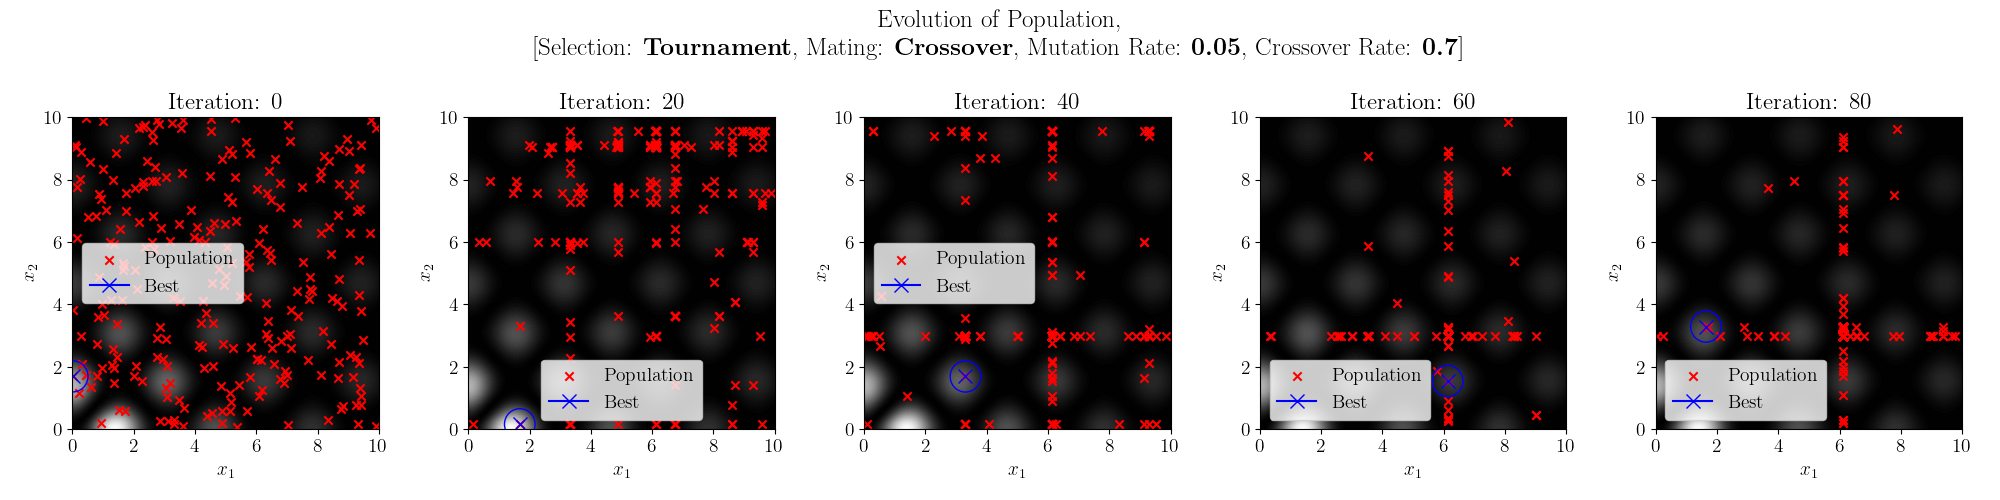 Evolution of Population,
[Selection: Tournament, Mating: Crossover, Mutation Rate: 0.05, Crossover Rate: 0.7]
Iteration: 0
10
8
6
4
2
0
x2
Population
Best
0 2 4 6 8 10
x1
Iteration: 20
10
8
6
4
2
0
x2
Population
Best
0 2 4 6 8 10
x1
Iteration: 40
10
8
6
4
2
0
x2
Population
Best
0 2 4 6 8 10
x1
Iteration: 60
10
8
6
4
2
0
x2
Population
Best
0 2 4 6 8 10
x1
Iteration: 80
10
8
6
4
2
0
x2
Population
Best
0 2 4 6 8 10
x1